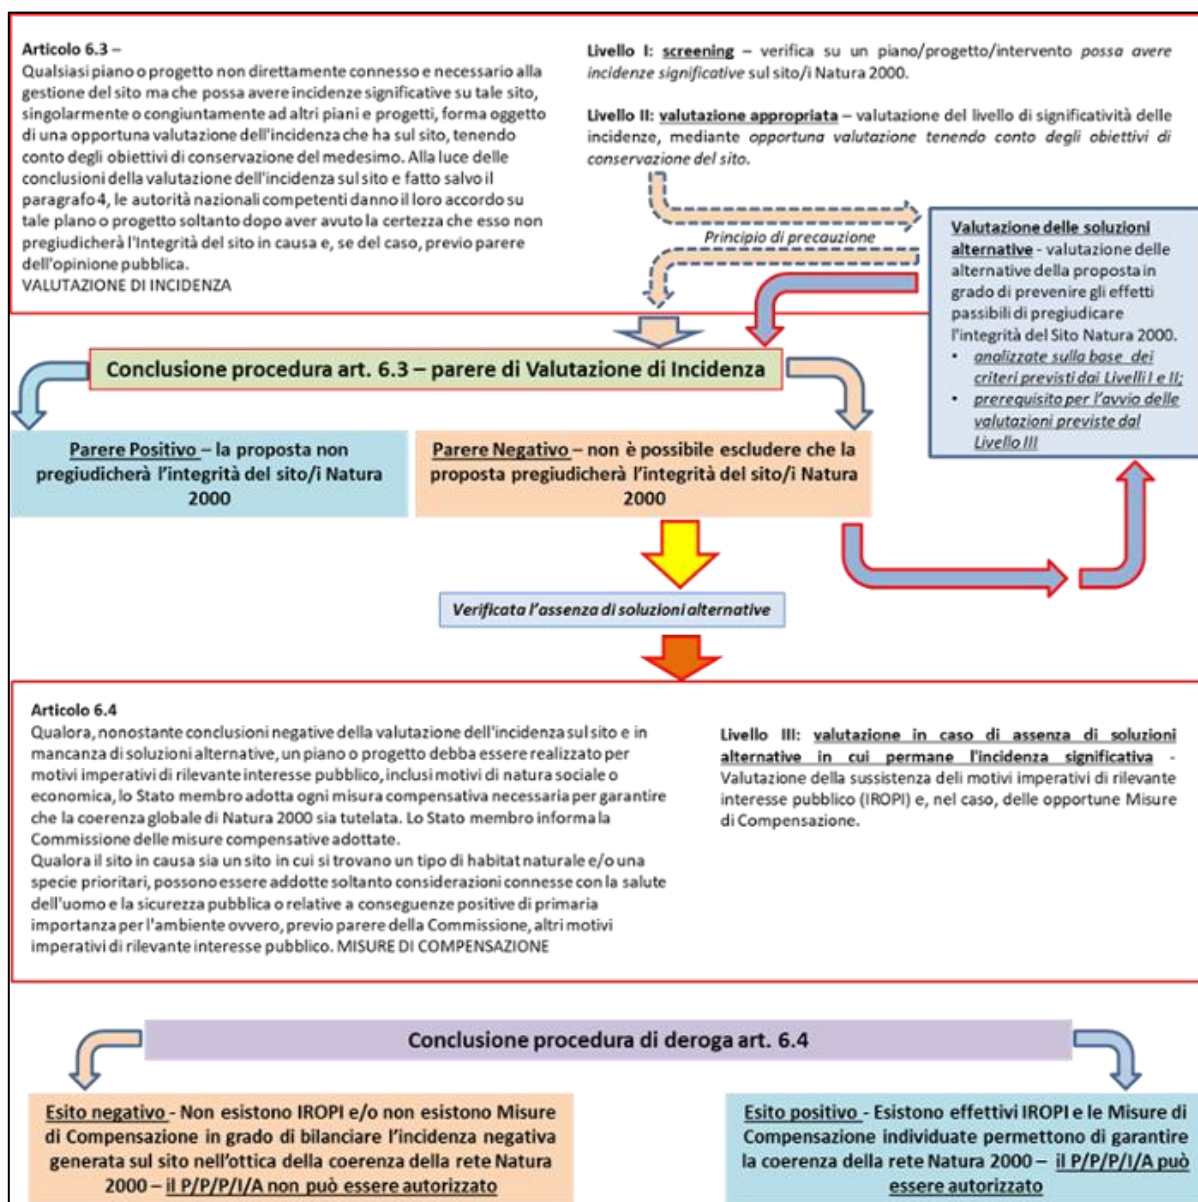 Articolo 6.3 –
Qualsiasi piano o progetto non direttamente connesso e necessario alla
gestione del sito ma che possa avere incidenze significative su tale sito,
singolarmente o congiuntamente ad altri piani e progetti, forma oggetto
di una opportuna valutazione dell'incidenza che ha sul sito, tenendo
conto degli obiettivi di conservazione del medesimo. Alla luce delle
conclusioni della valutazione dell'incidenza sul sito e fatto salvo il
paragrafo 4, le autorità nazionali competenti danno il loro accordo su
tale piano o progetto soltanto dopo aver avuto la certezza che esso non
pregiudicherà l'Integrità del sito in causa e, se del caso, previo parere
dell'opinione pubblica.
VALUTAZIONE DI INCIDENZA
Livello I: screening – verifica su un piano/progetto/intervento possa avere
incidenze significative sul sito/i Natura 2000.
Livello II: valutazione appropriata – valutazione del livello di significatività delle
incidenze, mediante opportuna valutazione tenendo conto degli obiettivi di
conservazione del sito.
Principio di precauzione
Valutazione delle soluzioni
alternative - valutazione delle
alternative della proposta in
grado di prevenire gli effetti
passibili di pregiudicare
l'integrità del Sito Natura 2000.
• analizzate sulla base dei
criteri previsti dai Livelli I e II;
• prerequisito per l'avvio delle
valutazioni previste dal
Livello III
Conclusione procedura art. 6.3 – parere di Valutazione di Incidenza
Parere Positivo – la proposta non
pregiudicherà l'integrità del sito/i Natura
2000
Parere Negativo – non è possibile escludere che la
proposta pregiudicherà l'integrità del sito/i Natura
2000
Verificata l'assenza di soluzioni alternative
Articolo 6.4
Qualora, nonostante conclusioni negative della valutazione dell'incidenza sul sito e in
mancanza di soluzioni alternative, un piano o progetto debba essere realizzato per
motivi imperativi di rilevante interesse pubblico, inclusi motivi di natura sociale o
economica, lo Stato membro adotta ogni misura compensativa necessaria per garantire
che la coerenza globale di Natura 2000 sia tutelata. Lo Stato membro informa la
Commissione delle misure compensative adottate.
Qualora il sito in causa sia un sito in cui si trovano un tipo di habitat naturale e/o una
specie prioritari, possono essere addotte soltanto considerazioni connesse con la salute
dell'uomo e la sicurezza pubblica o relative a conseguenze positive di primaria
importanza per l'ambiente ovvero, previo parere della Commissione, altri motivi
imperativi di rilevante interesse pubblico. MISURE DI COMPENSAZIONE
Livello III: valutazione in caso di assenza di soluzioni
alternative in cui permane l'incidenza significativa -
Valutazione della sussistenza deli motivi imperativi di rilevante
interesse pubblico (IROPI) e, nel caso, delle opportune Misure
di Compensazione.
Conclusione procedura di deroga art. 6.4
Esito negativo - Non esistono IROPI e/o non esistono Misure
di Compensazione in grado di bilanciare l'incidenza negativa
generata sul sito nell'ottica della coerenza della rete Natura
2000 – il P/P/P/I/A non può essere autorizzato
Esito positivo - Esistono effettivi IROPI e le Misure di
Compensazione individuate permettono di garantire
la coerenza della rete Natura 2000 – il P/P/P/I/A può
essere autorizzato